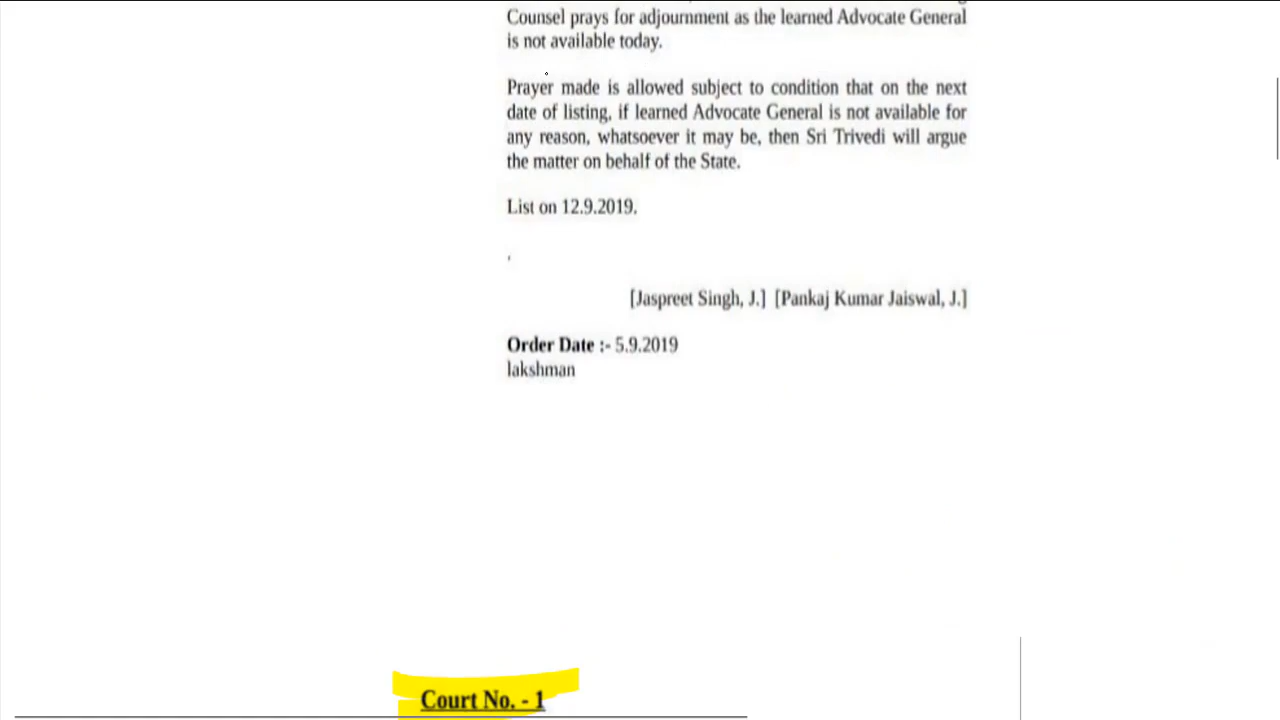 Counsel prays for adjournment as the learned Advocate General
is not available today.
Prayer made is allowed subject to condition that on the next
date of listing, if learned Advocate General is not available for
any reason, whatsoever it may be, then Sri Trivedi will argue
the matter on behalf of the State.
List on 12.9.2019.
[Jaspreet Singh, J.] [Pankaj Kumar Jaiswal, J.]
Order Date :- 5.9.2019
lakshman
Court No. - 1